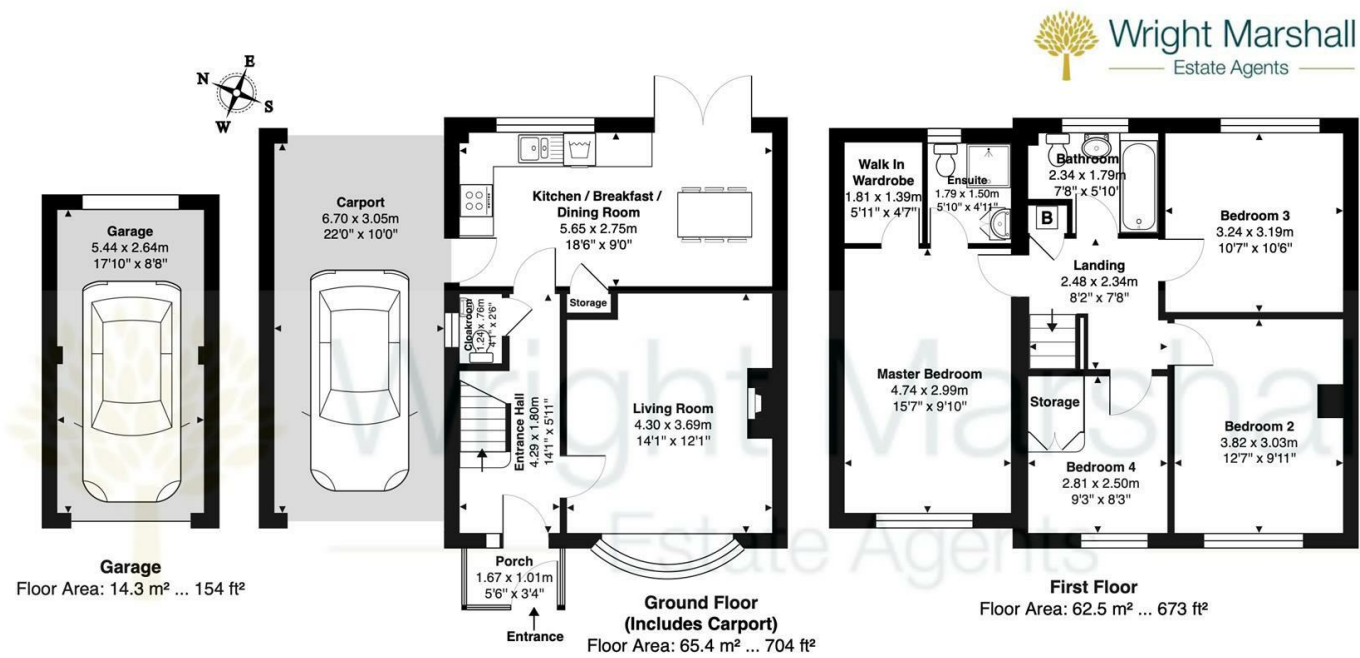 Wright Marshall
Estate Agents
N
E
S
W
Garage
5.44 x 2.64m
17'10" x 8'8"
Garage
Floor Area: 14.3 m² ... 154 ft²
Carport
6.70 x 3.05m
22'0" x 10'0"
Kitchen / Breakfast /
Dining Room
5.65 x 2.75m
18'6" x 9'0"
Storage
Cloakroom
1.24 x .76m
4'1" x 2'6"
Entrance Hall
4.29 x 1.80m
14'1" x 5'11"
Living Room
4.30 x 3.69m
14'1" x 12'1"
Porch
1.67 x 1.01m
5'6" x 3'4"
Entrance
Ground Floor
(Includes Carport)
Floor Area: 65.4 m² ... 704 ft²
Walk In
Wardrobe
1.81 x 1.39m
5'11" x 4'7"
Ensuite
1.79 x 1.50m
5'10" x 4'11"
Bathroom
2.34 x 1.79m
7'8" x 5'10"
B
Bedroom 3
3.24 x 3.19m
10'7" x 10'6"
Landing
2.48 x 2.34m
8'2" x 7'8"
Master Bedroom
4.74 x 2.99m
15'7" x 9'10"
Storage
Bedroom 4
2.81 x 2.50m
9'3" x 8'3"
Bedroom 2
3.82 x 3.03m
12'7" x 9'11"
First Floor
Floor Area: 62.5 m² ... 673 ft²
Wright Marshal
Estate Agents